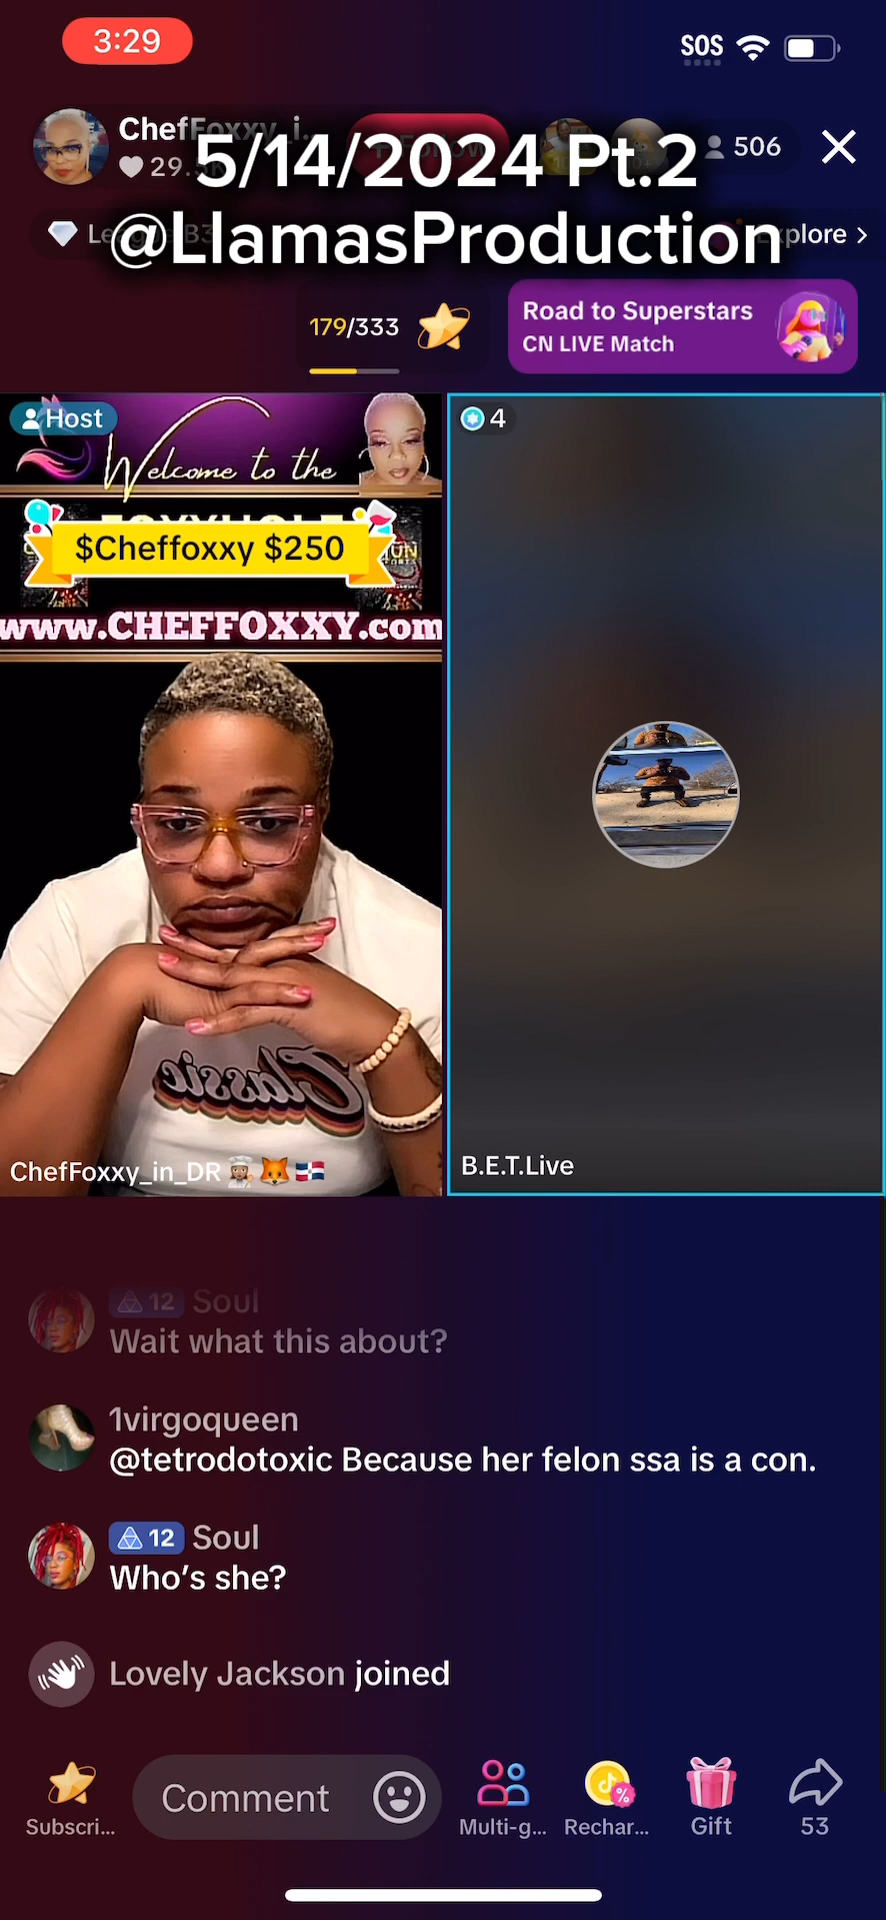 3:29
SOS
5/14/2024 Pt.2
506
@LlamasProduction
179/333
Road to Superstars
CN LIVE Match
Host
Welcome to the
4
$Cheffoxxy $250
www.CHEFFOXXY.com
Classic
ChefFoxxy_in_DR
B.E.T.Live
12 Soul
Wait what this about?
1virgoqueen
@tetrodotoxic Because her felon ssa is a con.
12 Soul
Who's she?
Lovely Jackson joined
Comment
Subscri...
Multi-g...
Rechar...
Gift
53